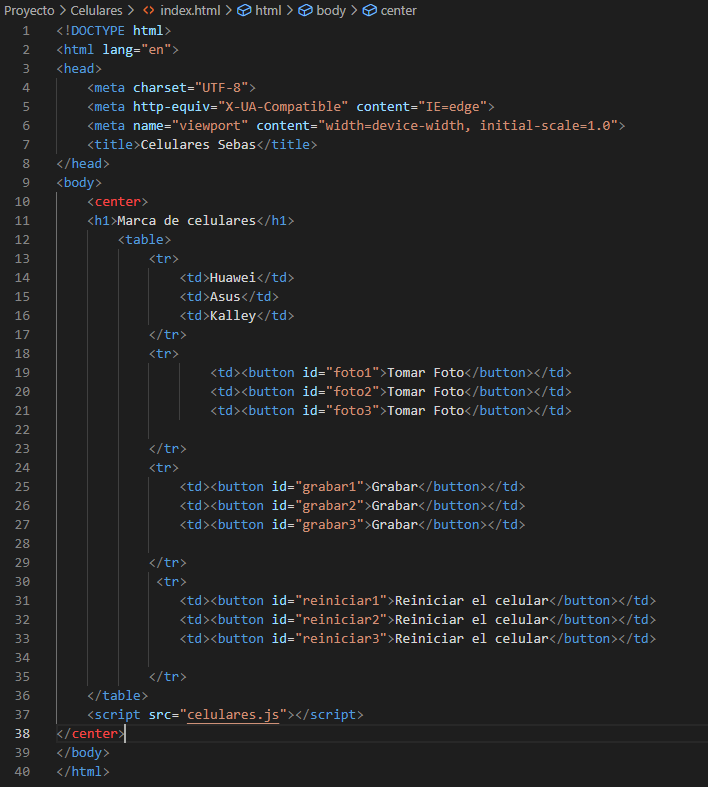 Proyecto > Celulares > <> index.html > html > body > center
1 <!DOCTYPE html>
2 <html lang="en">
3 <head>
4 <meta charset="UTF-8">
5 <meta http-equiv="X-UA-Compatible" content="IE=edge">
6 <meta name="viewport" content="width=device-width, initial-scale=1.0">
7 <title>Celulares Sebas</title>
8 </head>
9 <body>
10 <center>
11 <h1>Marca de celulares</h1>
12 <table>
13 <tr>
14 <td>Huawei</td>
15 <td>Asus</td>
16 <td>Kalley</td>
17 </tr>
18 <tr>
19 <td><button id="foto1">Tomar Foto</button></td>
20 <td><button id="foto2">Tomar Foto</button></td>
21 <td><button id="foto3">Tomar Foto</button></td>
22
23 </tr>
24 <tr>
25 <td><button id="grabar1">Grabar</button></td>
26 <td><button id="grabar2">Grabar</button></td>
27 <td><button id="grabar3">Grabar</button></td>
28
29 </tr>
30 <tr>
31 <td><button id="reiniciar1">Reiniciar el celular</button></td>
32 <td><button id="reiniciar2">Reiniciar el celular</button></td>
33 <td><button id="reiniciar3">Reiniciar el celular</button></td>
34
35 </tr>
36 </table>
37 <script src="celulares.js"></script>
38 </center>
39 </body>
40 </html>